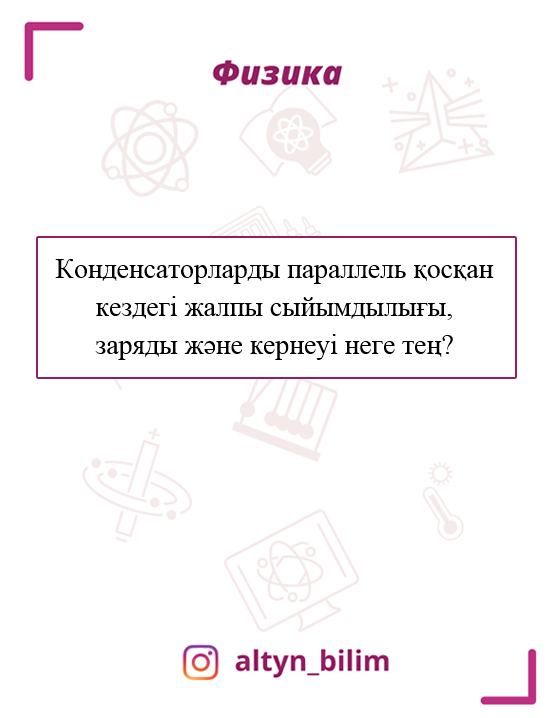 Физика
Конденсаторларды параллель қосқан
кездегі жалпы сыйымдылығы,
заряды және кернеуі неге тең?
altyn_bilim